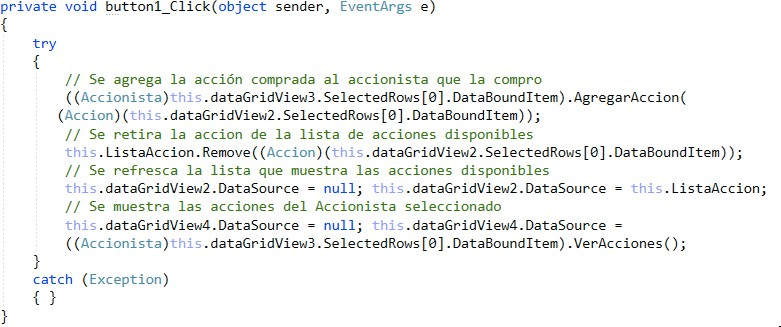 private void button1_Click(object sender, EventArgs e)
{
try
{
// Se agrega la acción comprada al accionista que la compro
((Accionista)this.dataGridView3.SelectedRows[0].DataBoundItem).AgregarAccion(
(Accion)(this.dataGridView2.SelectedRows[0].DataBoundItem));
// Se retira la accion de la lista de acciones disponibles
this.ListaAccion.Remove((Accion)(this.dataGridView2.SelectedRows[0].DataBoundItem));
// Se refresca la lista que muestra las acciones disponibles
this.dataGridView2.DataSource = null; this.dataGridView2.DataSource = this.ListaAccion;
// Se muestra las acciones del Accionista seleccionado
this.dataGridView4.DataSource = null; this.dataGridView4.DataSource =
((Accionista)this.dataGridView3.SelectedRows[0].DataBoundItem).VerAcciones();
}
catch (Exception)
{ }
}